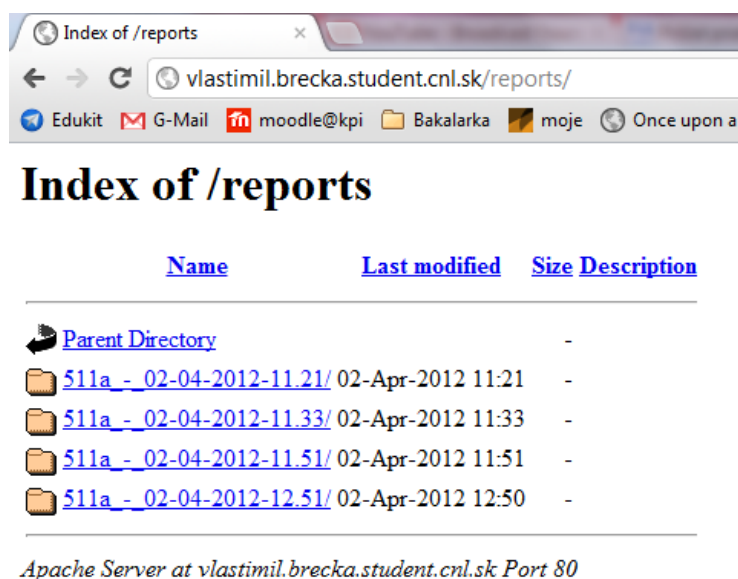 Index of /reports
vlastimil.brecka.student.cnl.sk/reports/
Edukit G-Mail moodle@kpi Bakalarka moje Once upon a
Index of /reports
Name Last modified Size Description
Parent Directory -
511a_-_02-04-2012-11.21/ 02-Apr-2012 11:21 -
511a_-_02-04-2012-11.33/ 02-Apr-2012 11:33 -
511a_-_02-04-2012-11.51/ 02-Apr-2012 11:51 -
511a_-_02-04-2012-12.51/ 02-Apr-2012 12:50 -
Apache Server at vlastimil.brecka.student.cnl.sk Port 80